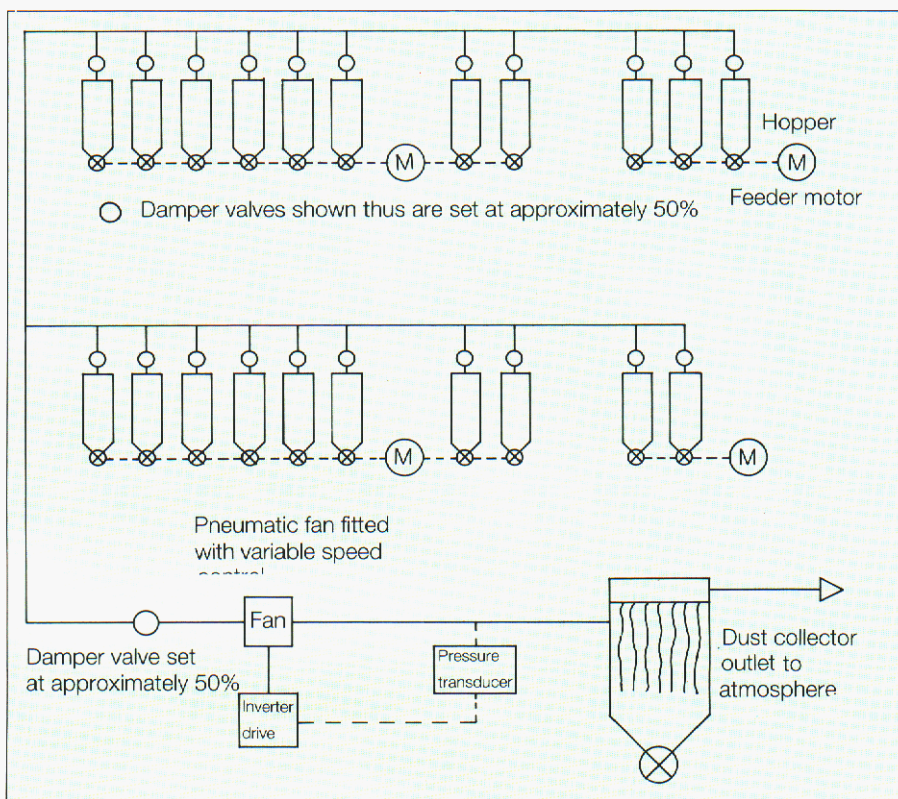 Hopper
M
M
Feeder motor
Damper valves shown thus are set at approximately 50%
M
M
Pneumatic fan fitted
with variable speed
Fan
Damper valve set
at approximately 50%
Inverter
drive
Pressure
transducer
Dust collector
outlet to
atmosphere